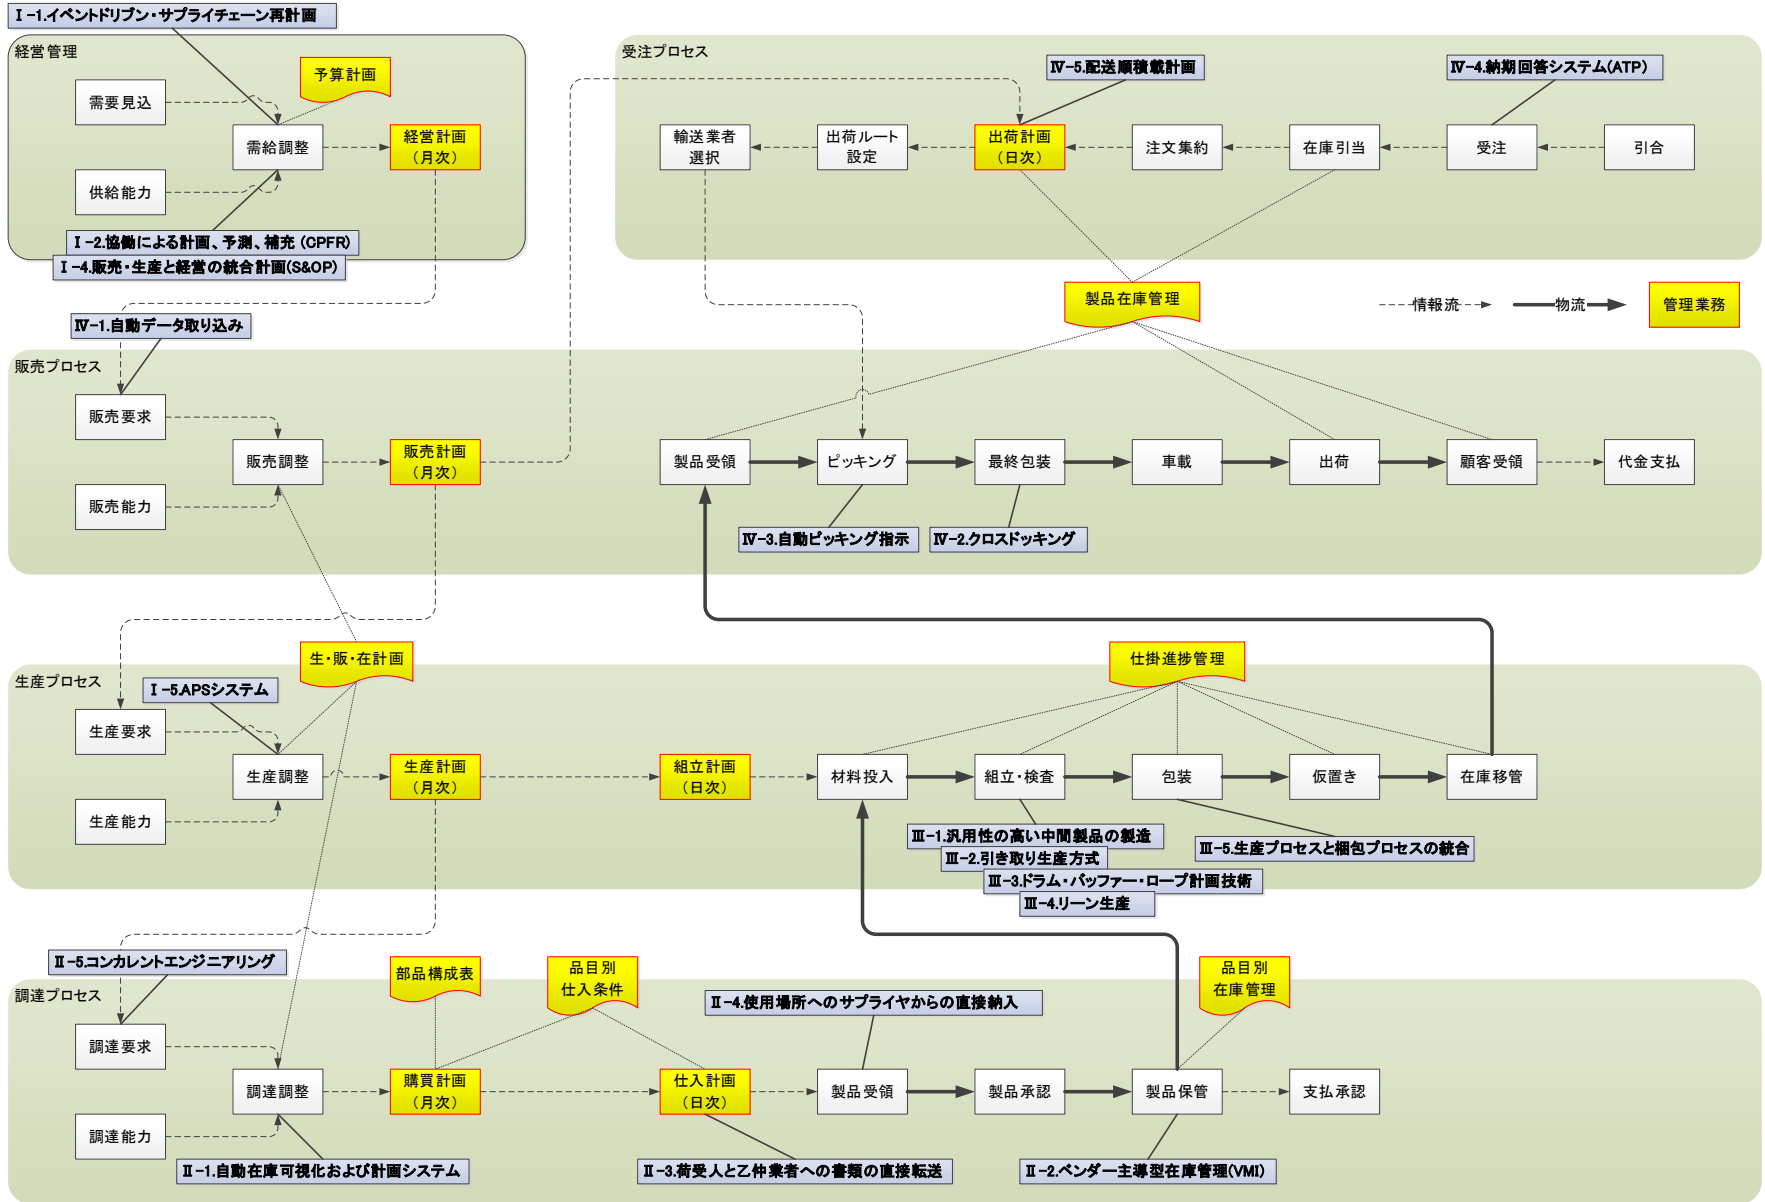 Ⅰ-1.イベントドリブン・サプライチェーン再計画
経営管理
予算計画
需要見込
需給調整
経営計画
（月次）
供給能力
Ⅰ-2.協働による計画、予測、補充 (CPFR)
Ⅰ-4.販売・生産と経営の統合計画(S&OP)
受注プロセス
Ⅳ-5.配送順積載計画
Ⅳ-4.納期回答システム(ATP)
輸送業者
選択
出荷ルート
設定
出荷計画
（日次）
注文集約
在庫引当
受注
引合
製品在庫管理
情報流
物流
管理業務
Ⅳ-1.自動データ取り込み
販売プロセス
販売要求
販売調整
販売計画
（月次）
販売能力
製品受領
ピッキング
最終包装
車載
出荷
顧客受領
代金支払
Ⅳ-3.自動ピッキング指示
Ⅳ-2.クロスドッキング
生・販・在計画
仕掛進捗管理
生産プロセス
Ⅰ-5.APSシステム
生産要求
生産調整
生産計画
（月次）
生産能力
組立計画
（日次）
材料投入
組立・検査
包装
仮置き
在庫移管
Ⅲ-1.汎用性の高い中間製品の製造
Ⅲ-2.引き取り生産方式
Ⅲ-3.ドラム・バッファー・ロープ計画技術
Ⅲ-4.リーン生産
Ⅲ-5.生産プロセスと梱包プロセスの統合
Ⅱ-5.コンカレントエンジニアリング
調達プロセス
部品構成表
品目別
仕入条件
Ⅱ-4.使用場所へのサプライヤからの直接納入
品目別
在庫管理
調達要求
調達調整
購買計画
（月次）
仕入計画
（日次）
製品受領
製品承認
製品保管
支払承認
調達能力
Ⅱ-1.自動在庫可視化および計画システム
Ⅱ-3.荷受人と乙仲業者への書類の直接転送
Ⅱ-2.ベンダー主導型在庫管理(VMI)